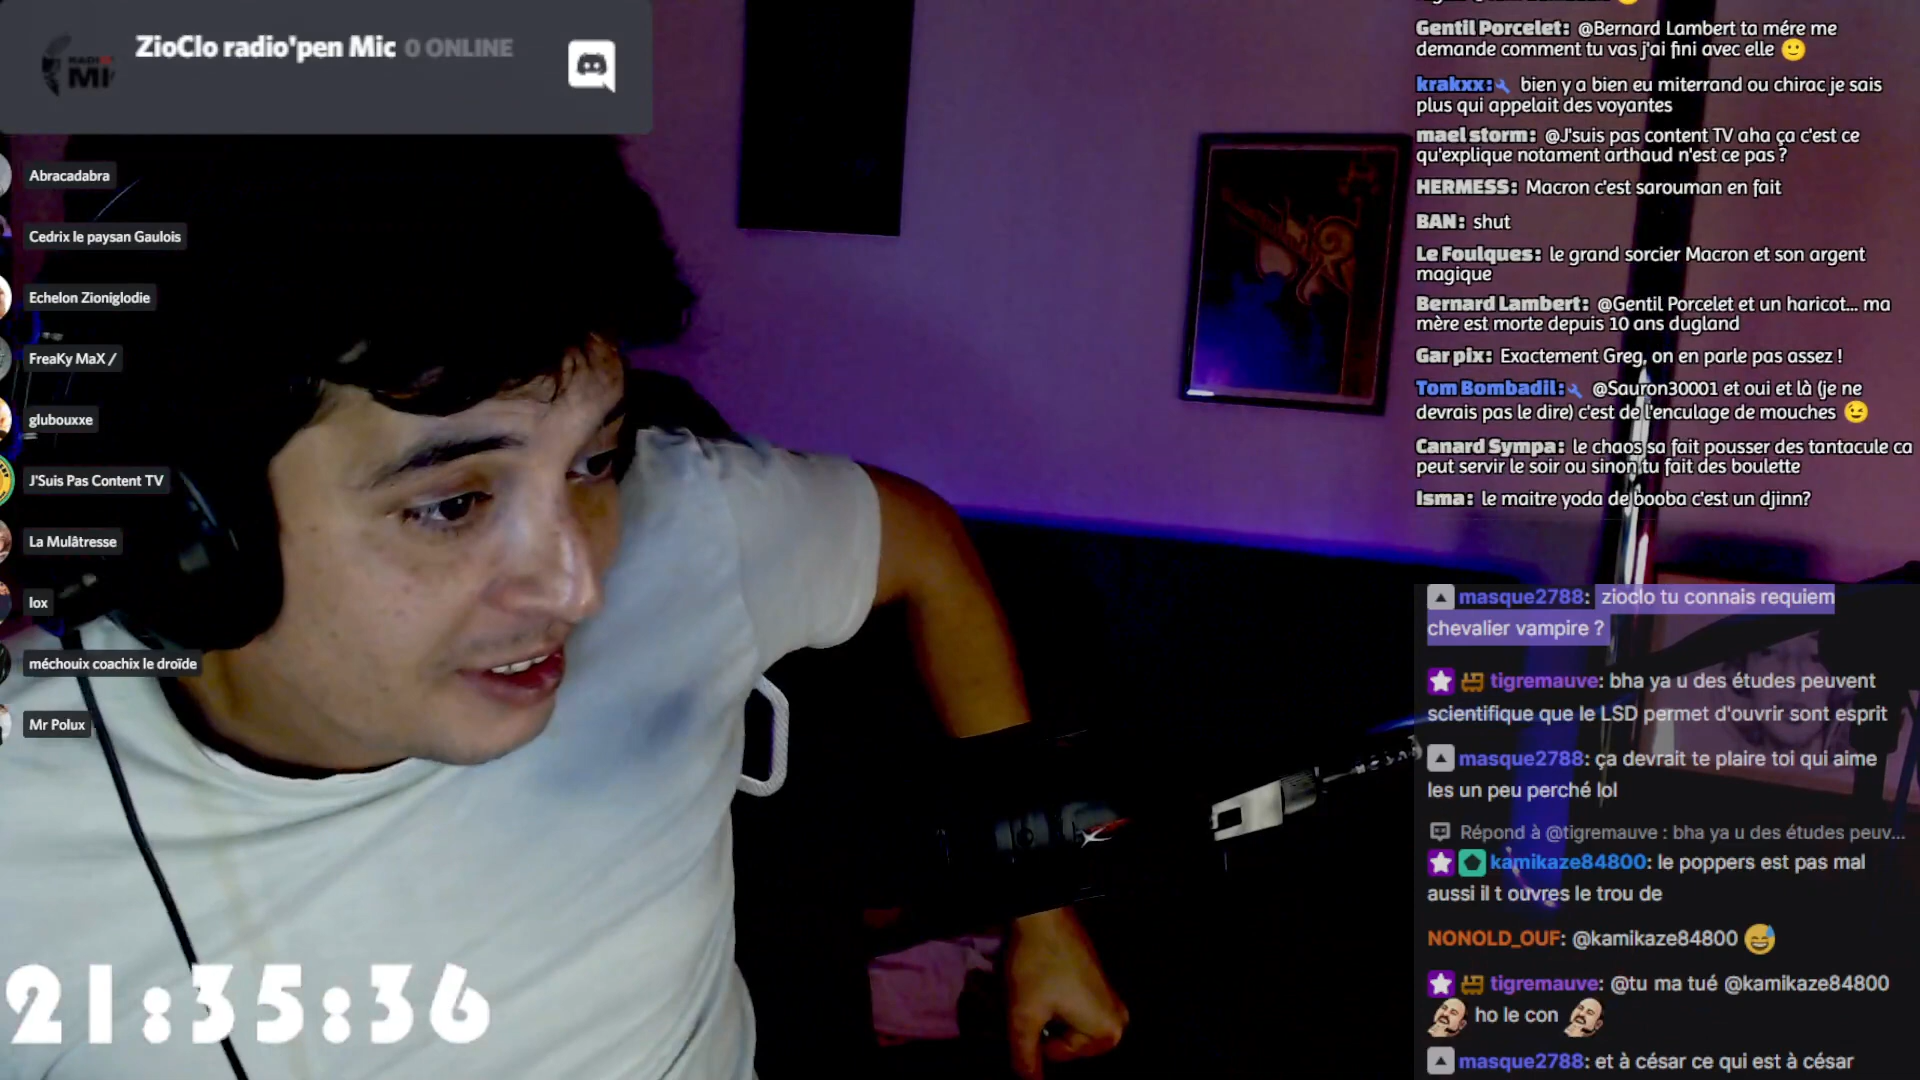 ZioClo radio'pen Mic 0 ONLINE
MI
Abracadabra
Cedrix le paysan Gaulois
Echelon Zioniglodie
FreaKy MaX /
glubouxxe
J'Suis Pas Content TV
La Mulâtresse
lox
méchouix coachix le droïde
Mr Polux
21:35:36
Gentil Porcelet: @Bernard Lambert ta mére me
demande comment tu vas j'ai fini avec elle 🙂
krakxx: bien y a bien eu miterrand ou chirac je sais
plus qui appelait des voyantes
mael storm: @J'suis pas content TV aha ça c'est ce
qu'explique notament arthaud n'est ce pas ?
HERMESS: Macron c'est sarouman en fait
BAN: shut
Le Foulques: le grand sorcier Macron et son argent
magique
Bernard Lambert: @Gentil Porcelet et un haricot... ma
mère est morte depuis 10 ans dugland
Gar pix: Exactement Greg, on en parle pas assez !
Tom Bombadil: @Sauron30001 et oui et là (je ne
devrais pas le dire) c'est de l'enculage de mouches 😉
Canard Sympa: le chaos sa fait pousser des tantacule ca
peut servir le soir ou sinon tu fait des boulette
Isma: le maitre yoda de booba c'est un djinn?
masque2788: zioclo tu connais requiem
chevalier vampire ?
tigremauve: bha ya u des études peuvent
scientifique que le LSD permet d'ouvrir sont esprit
masque2788: ça devrait te plaire toi qui aime
les un peu perché lol
Répond à @tigremauve : bha ya u des études peuv...
kamikaze84800: le poppers est pas mal
aussi il t ouvres le trou de
NONOLD_OUF: @kamikaze84800 😅
tigremauve: @tu ma tué @kamikaze84800
ho le con
masque2788: et à césar ce qui est à césar